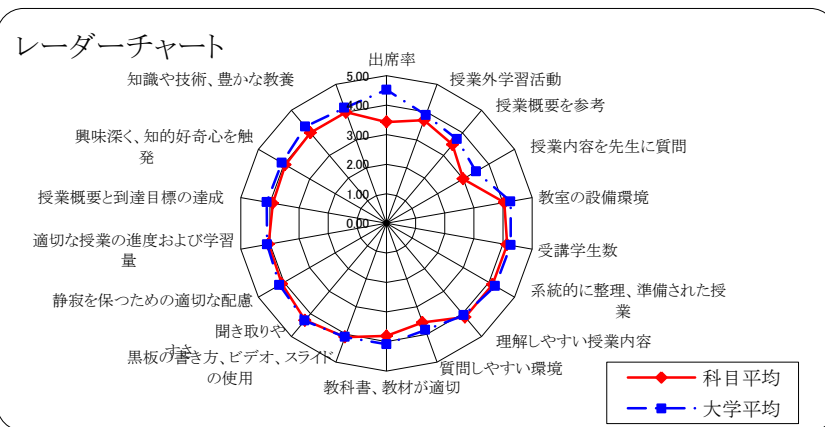 レーダーチャート
出席率
授業外学習活動
授業概要を参考
授業内容を先生に質問
教室の設備環境
受講学生数
系統的に整理、準備された授
業
理解しやすい授業内容
質問しやすい環境
教科書、教材が適切
黒板の書き方、ビデオ、スライド
の使用
聞き取りや
すさ
静寂を保つための適切な配慮
適切な授業の進度および学習
量
授業概要と到達目標の達成
興味深く、知的好奇心を触
発
知識や技術、豊かな教養
5.00
4.00
3.00
2.00
1.00
0.00
科目平均
大学平均